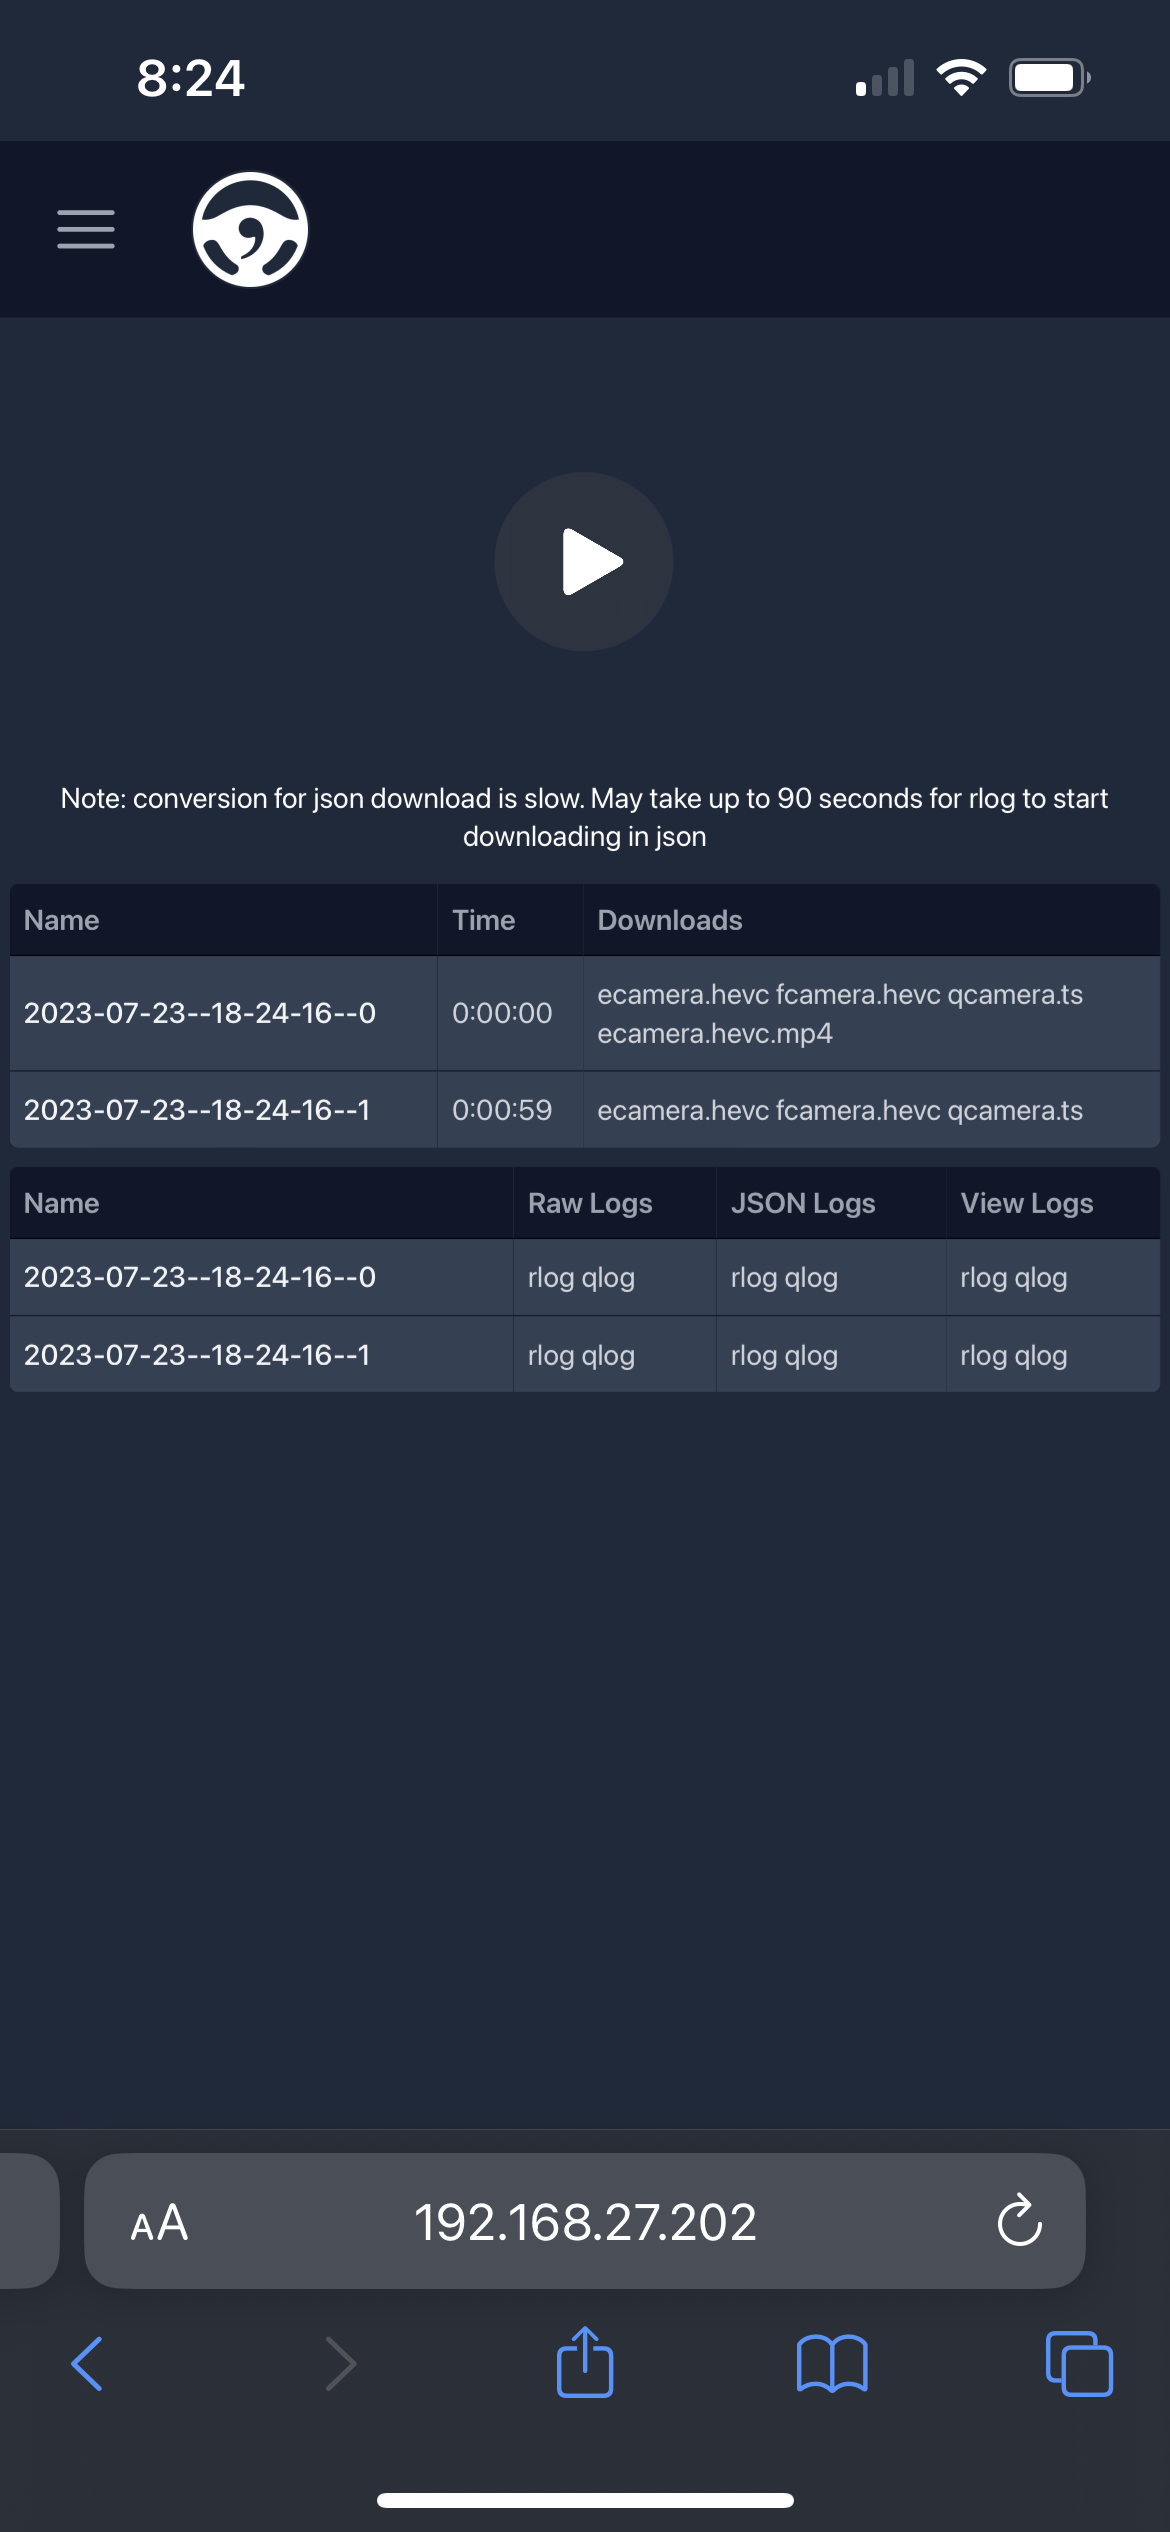 8:24
Note: conversion for json download is slow. May take up to 90 seconds for rlog to start
downloading in json
Name Time Downloads
2023-07-23--18-24-16--0 0:00:00 ecamera.hevc fcamera.hevc qcamera.ts
ecamera.hevc.mp4
2023-07-23--18-24-16--1 0:00:59 ecamera.hevc fcamera.hevc qcamera.ts
Name Raw Logs JSON Logs View Logs
2023-07-23--18-24-16--0 rlog qlog rlog qlog rlog qlog
2023-07-23--18-24-16--1 rlog qlog rlog qlog rlog qlog
AA 192.168.27.202